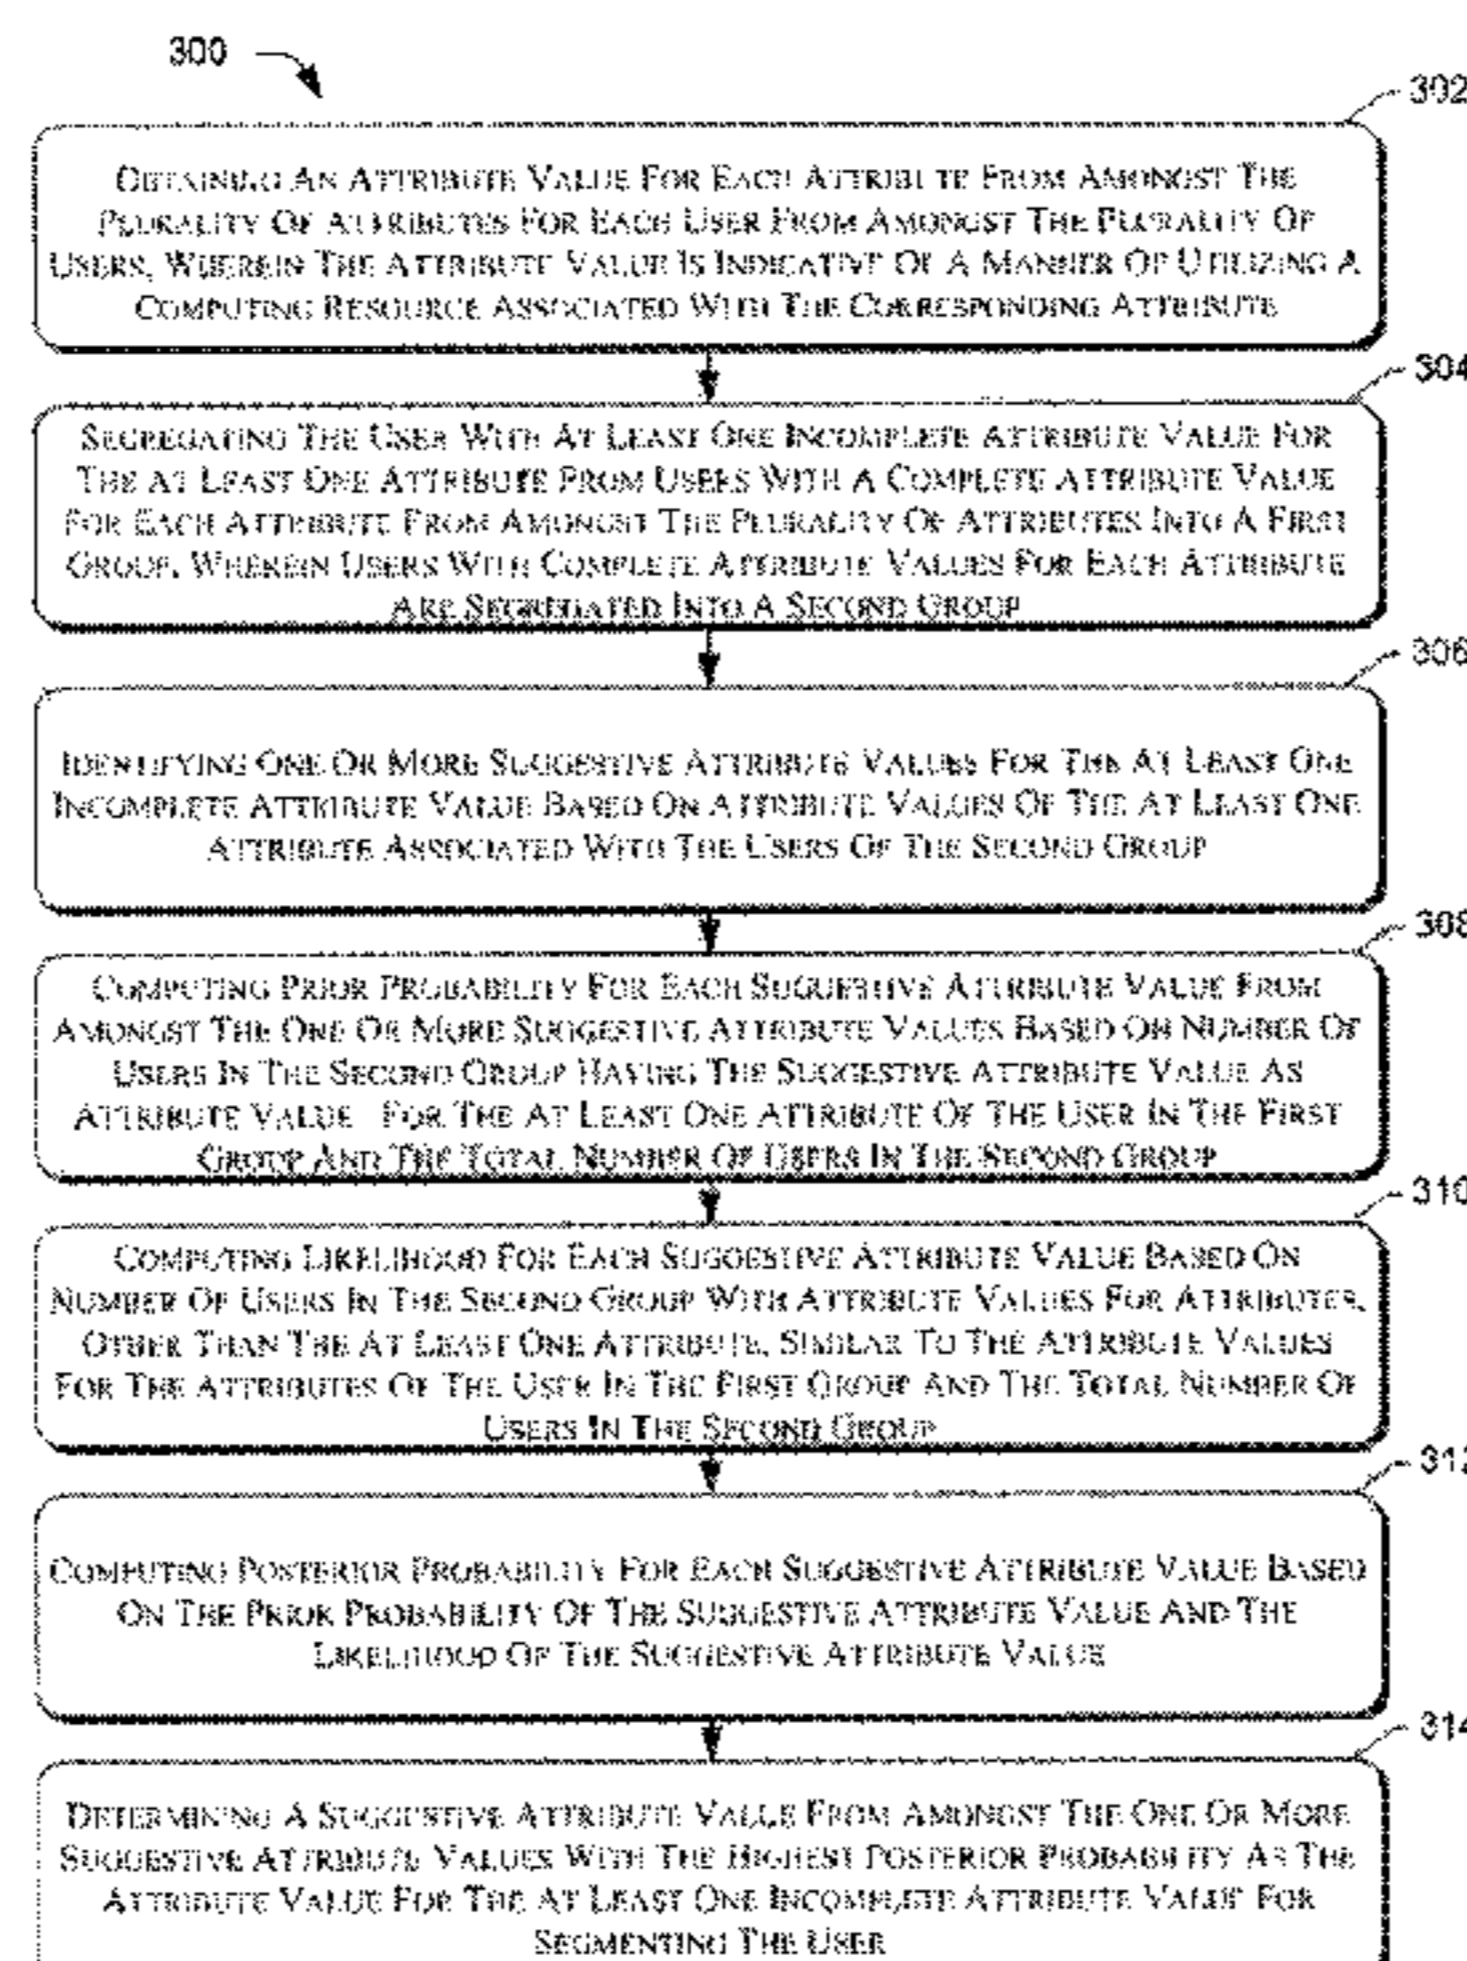 300
302
OBTAINING AN ATTRIBUTE VALUE FOR EACH ATTRIBUTE FROM AMONGST THE
PLURALITY OF ATTRIBUTES FOR EACH USER FROM AMONGST THE PLURALITY OF
USERS, WHEREIN THE ATTRIBUTE VALUE IS INDICATIVE OF A MANNER OF UTILIZING A
COMPUTING RESOURCE ASSOCIATED WITH THE CORRESPONDING ATTRIBUTE
304
SEGREGATING THE USER WITH AT LEAST ONE INCOMPLETE ATTRIBUTE VALUE FOR
THE AT LEAST ONE ATTRIBUTE FROM USERS WITH A COMPLETE ATTRIBUTE VALUE
FOR EACH ATTRIBUTE FROM AMONGST THE PLURALITY OF ATTRIBUTES INTO A FIRST
GROUP, WHEREIN USERS WITH COMPLETE ATTRIBUTE VALUES FOR EACH ATTRIBUTE
ARE SEGREGATED INTO A SECOND GROUP
306
IDENTIFYING ONE OR MORE SUGGESTIVE ATTRIBUTE VALUES FOR THE AT LEAST ONE
INCOMPLETE ATTRIBUTE VALUE BASED ON ATTRIBUTE VALUES OF THE AT LEAST ONE
ATTRIBUTE ASSOCIATED WITH THE USERS OF THE SECOND GROUP
308
COMPUTING PRIOR PROBABILITY FOR EACH SUGGESTIVE ATTRIBUTE VALUE FROM
AMONGST THE ONE OR MORE SUGGESTIVE ATTRIBUTE VALUES BASED ON NUMBER OF
USERS IN THE SECOND GROUP HAVING THE SUGGESTIVE ATTRIBUTE VALUE AS
ATTRIBUTE VALUE FOR THE AT LEAST ONE ATTRIBUTE OF THE USER IN THE FIRST
GROUP AND THE TOTAL NUMBER OF USERS IN THE SECOND GROUP
310
COMPUTING LIKELIHOOD FOR EACH SUGGESTIVE ATTRIBUTE VALUE BASED ON
NUMBER OF USERS IN THE SECOND GROUP WITH ATTRIBUTE VALUES FOR ATTRIBUTES,
OTHER THAN THE AT LEAST ONE ATTRIBUTE, SIMILAR TO THE ATTRIBUTE VALUES
FOR THE ATTRIBUTES OF THE USER IN THE FIRST GROUP AND THE TOTAL NUMBER OF
USERS IN THE SECOND GROUP
312
COMPUTING POSTERIOR PROBABILITY FOR EACH SUGGESTIVE ATTRIBUTE VALUE BASED
ON THE PRIOR PROBABILITY OF THE SUGGESTIVE ATTRIBUTE VALUE AND THE
LIKELIHOOD OF THE SUGGESTIVE ATTRIBUTE VALUE
314
DETERMINING A SUGGESTIVE ATTRIBUTE VALUE FROM AMONGST THE ONE OR MORE
SUGGESTIVE ATTRIBUTE VALUES WITH THE HIGHEST POSTERIOR PROBABILITY AS THE
ATTRIBUTE VALUE FOR THE AT LEAST ONE INCOMPLETE ATTRIBUTE VALUE FOR
SEGMENTING THE USER